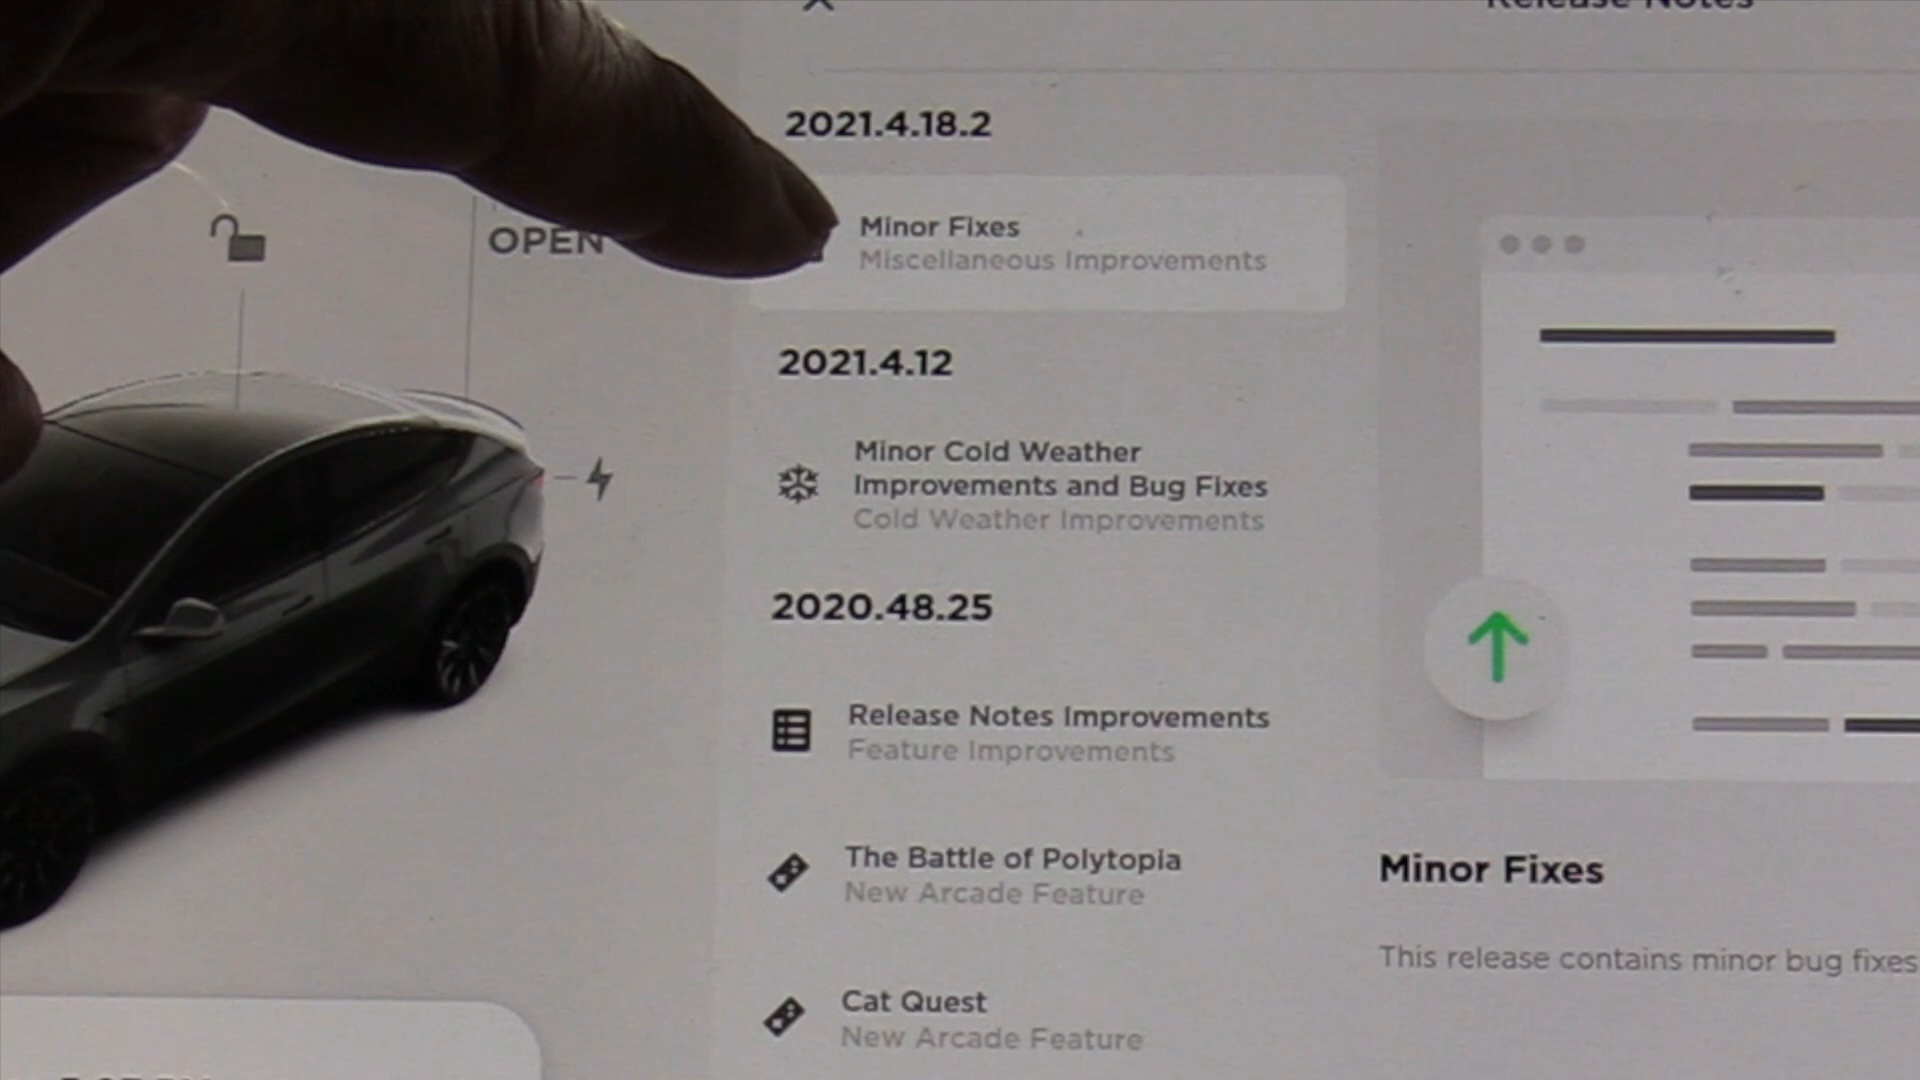 Release Notes
2021.4.18.2
OPEN
Minor Fixes
Miscellaneous Improvements
2021.4.12
Minor Cold Weather
Improvements and Bug Fixes
Cold Weather Improvements
2020.48.25
Release Notes Improvements
Feature Improvements
The Battle of Polytopia
New Arcade Feature
Cat Quest
New Arcade Feature
Minor Fixes
This release contains minor bug fixes